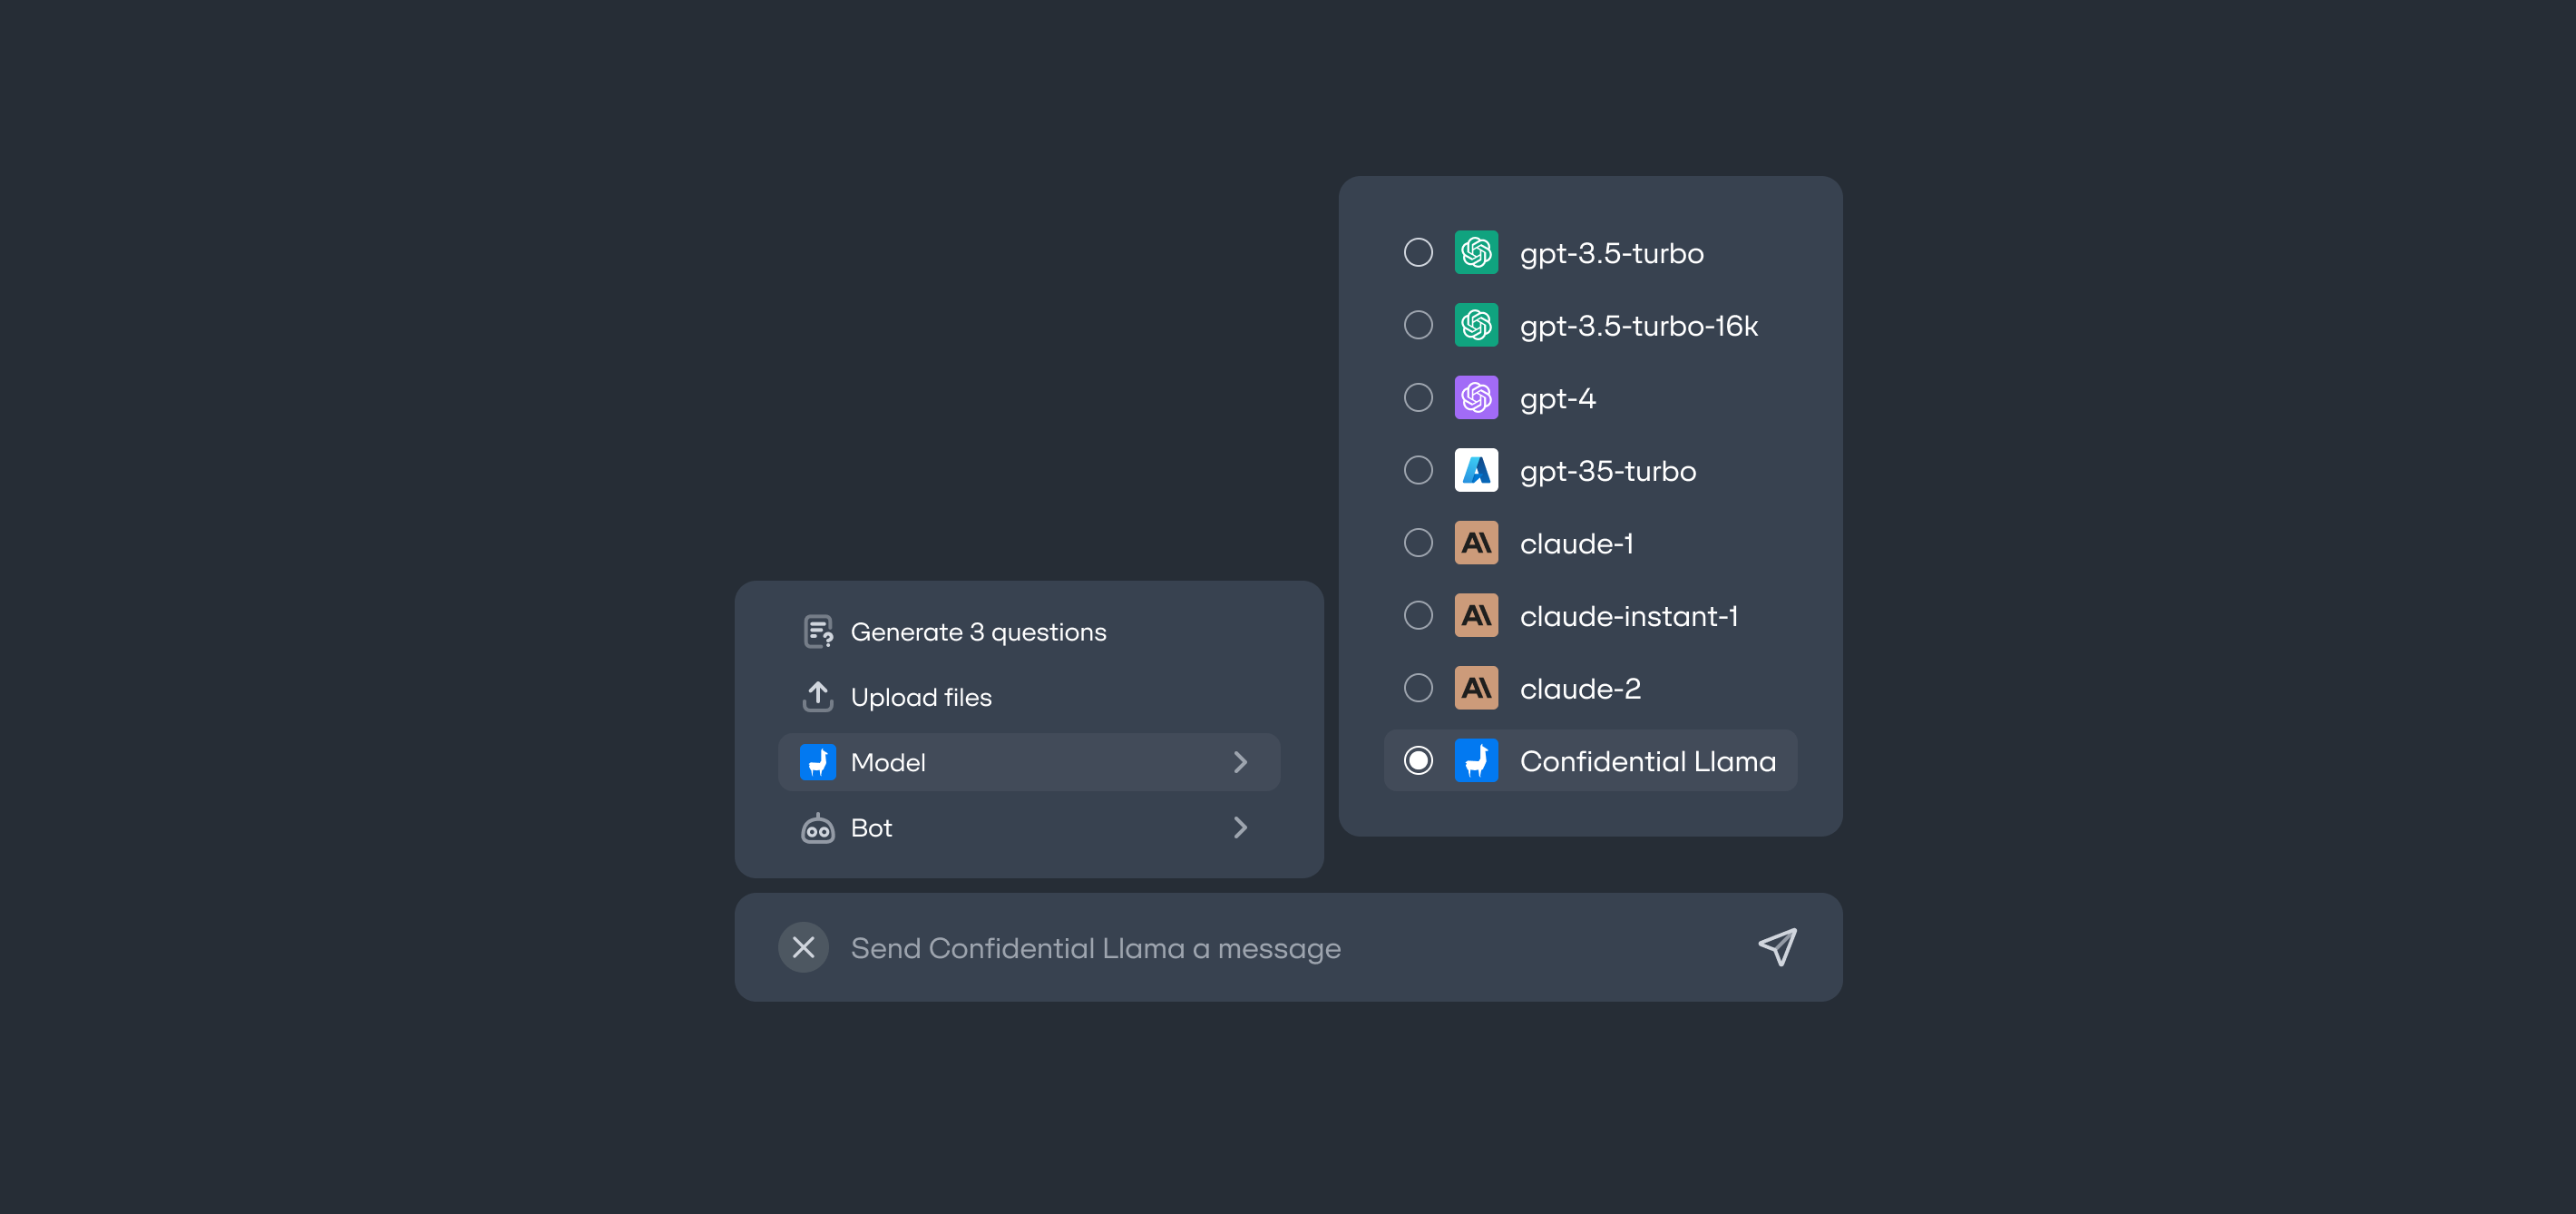 gpt-3.5-turbo
gpt-3.5-turbo-16k
gpt-4
gpt-35-turbo
claude-1
claude-instant-1
claude-2
Confidential Llama
Generate 3 questions
Upload files
Model
Bot
Send Confidential Llama a message